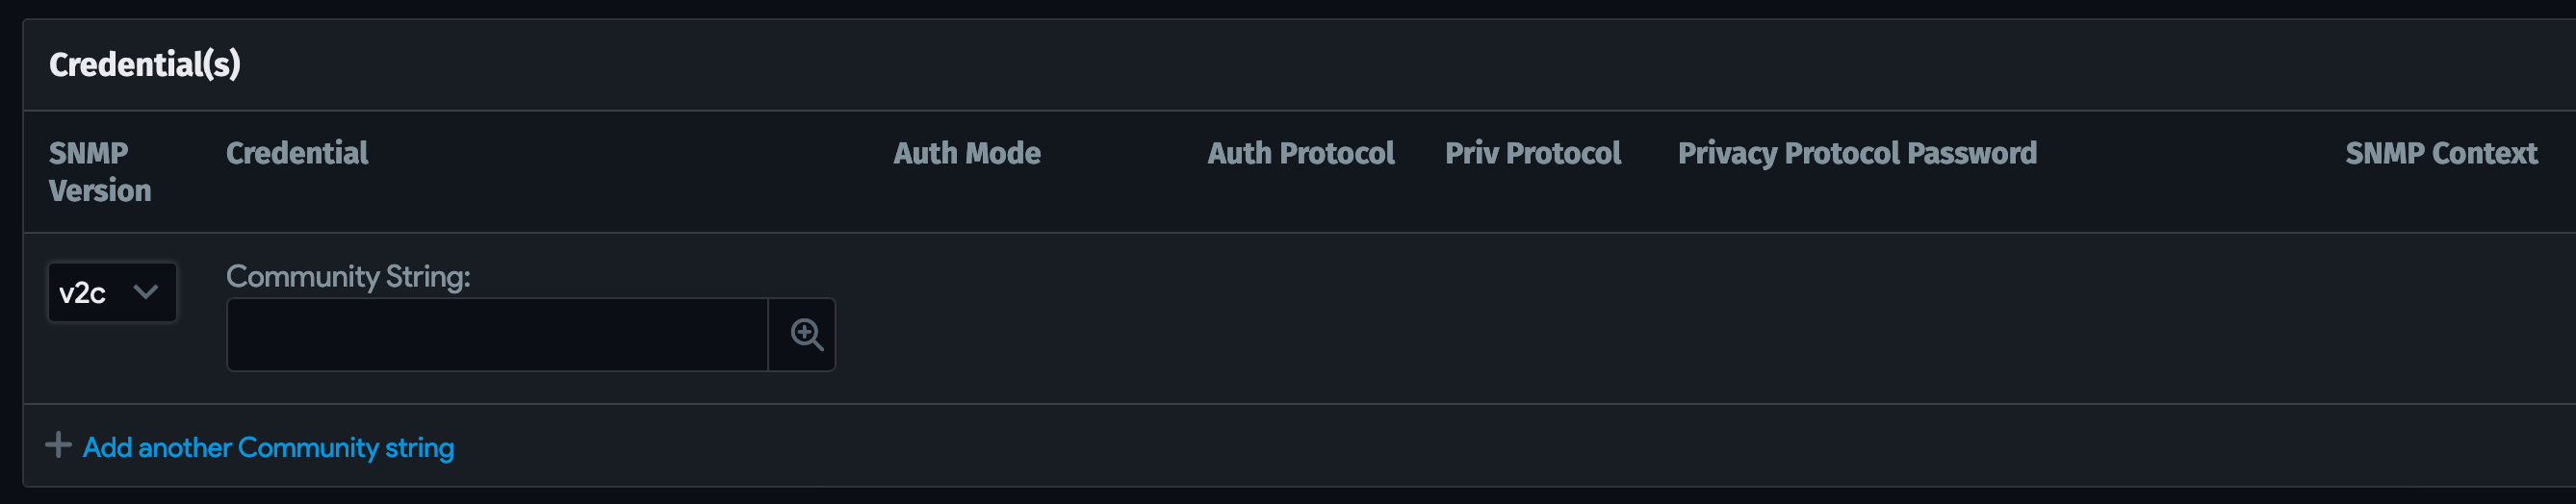 Credential(s)
SNMP Version
Credential
Auth Mode
Auth Protocol
Priv Protocol
Privacy Protocol Password
SNMP Context
v2c
Community String:
Add another Community string